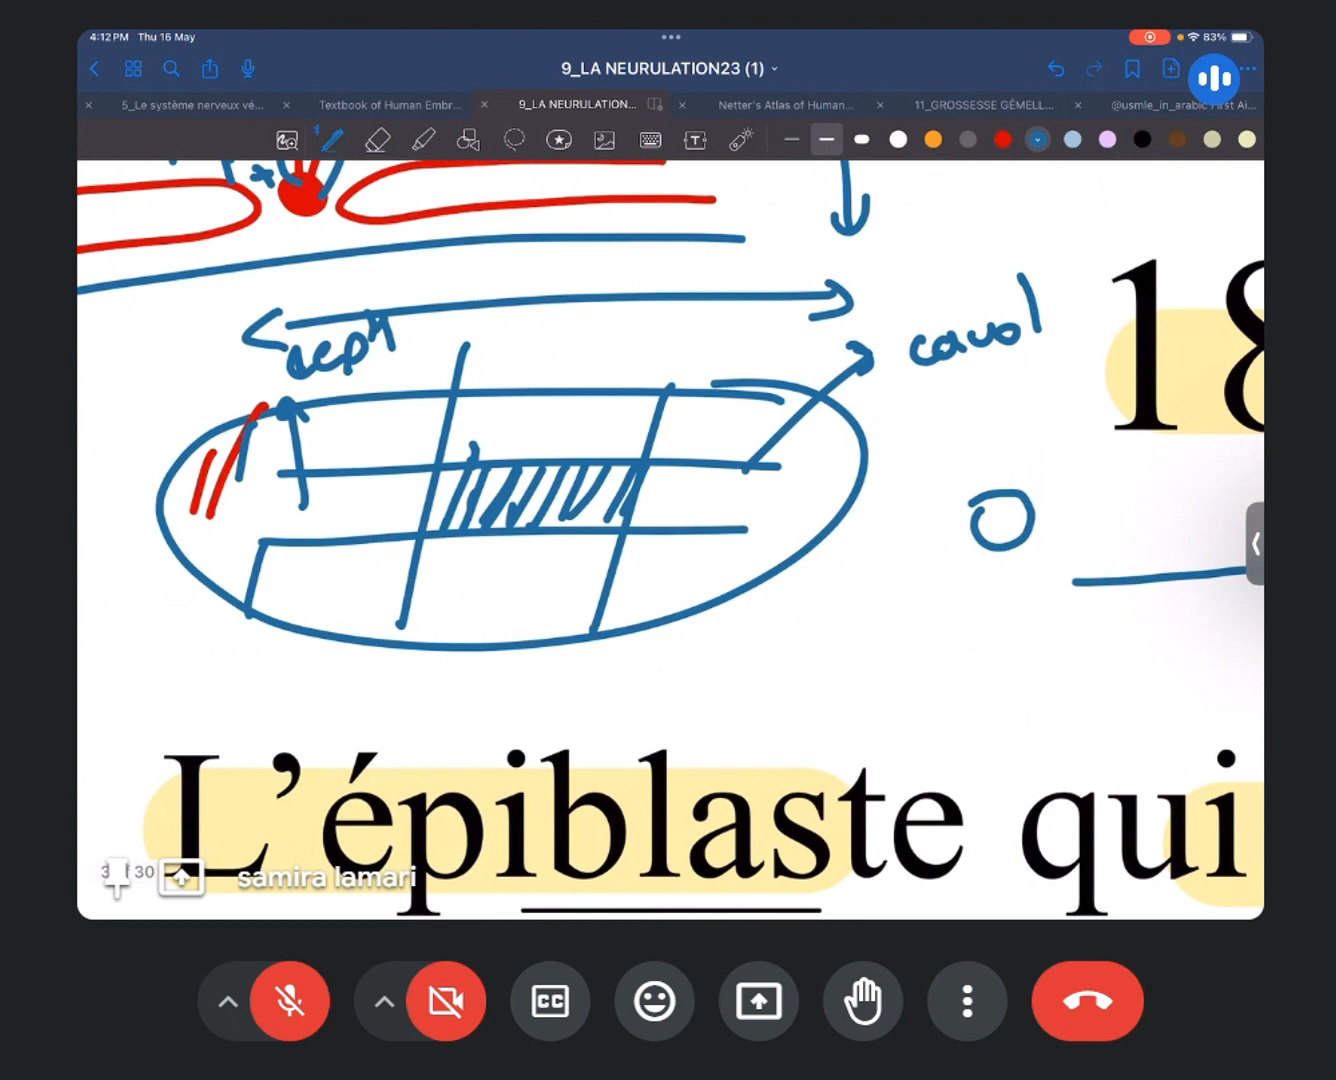 4:12 PM Thu 16 May
83%
9_LA NEURULATION23 (1)
5_Le système nerveux vé...
Textbook of Human Embr...
9_LA NEURULATION...
Netter's Atlas of Human...
11_GROSSESSE GÉMELL...
@usmle_in_arabic First Ai...
18
L'épiblaste qui
30
samira lamari
CC